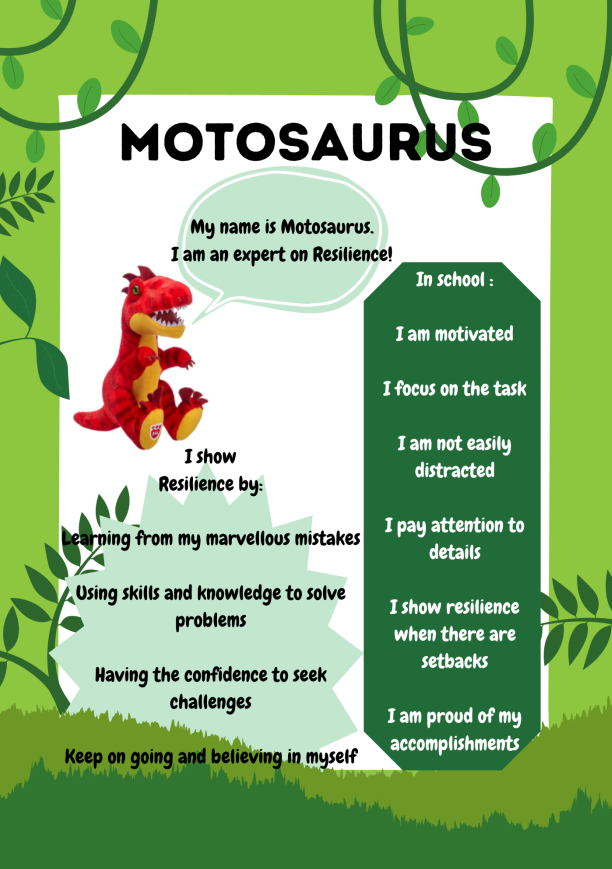 MOTOSAURUS
My name is Motosaurus.
I am an expert on Resilience!
I show
Resilience by:
Learning from my marvellous mistakes
Using skills and knowledge to solve
problems
Having the confidence to seek
challenges
Keep on going and believing in myself
In school :
I am motivated
I focus on the task
I am not easily
distracted
I pay attention to
details
I show resilience
when there are
setbacks
I am proud of my
accomplishments